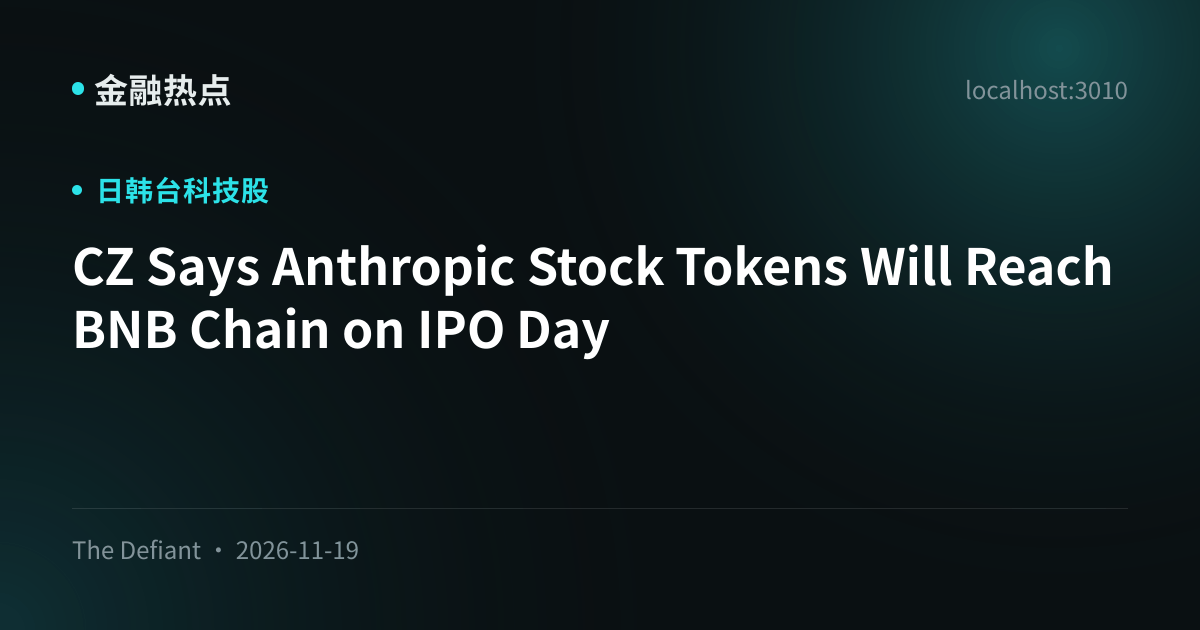 金融热点
localhost:3010
日韩台科技股
CZ Says Anthropic Stock Tokens Will Reach
BNB Chain on IPO Day
The Defiant · 2026-11-19